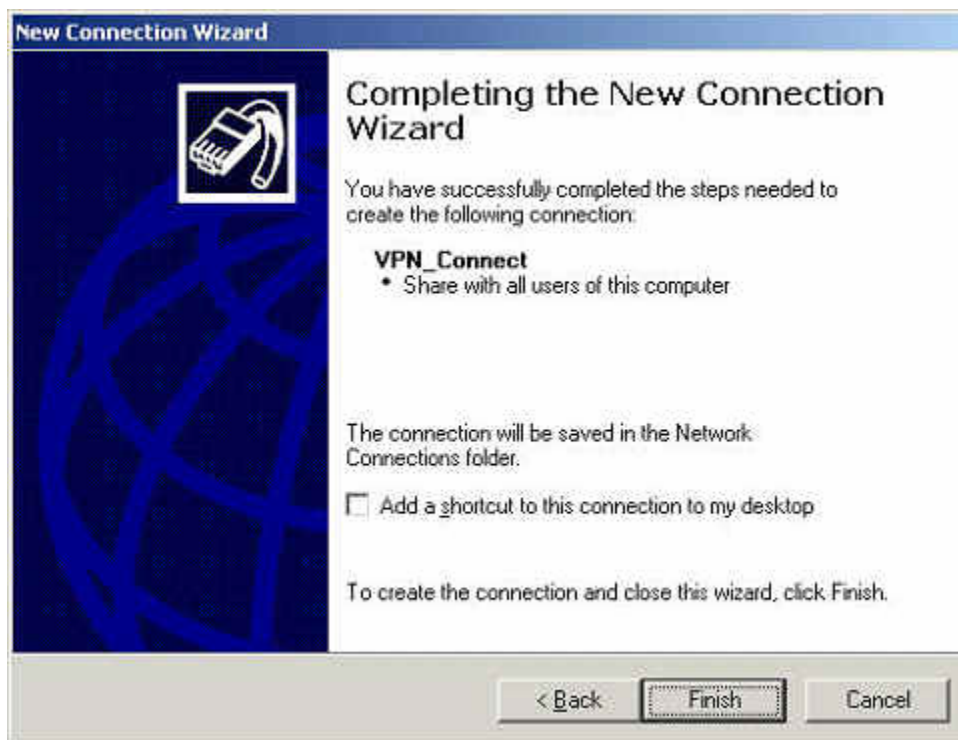 New Connection Wizard
Completing the New Connection
Wizard
You have successfully completed the steps needed to
create the following connection:
VPN_Connect
• Share with all users of this computer
The connection will be saved in the Network
Connections folder.
Add a shortcut to this connection to my desktop
To create the connection and close this wizard, click Finish.
< Back Finish Cancel